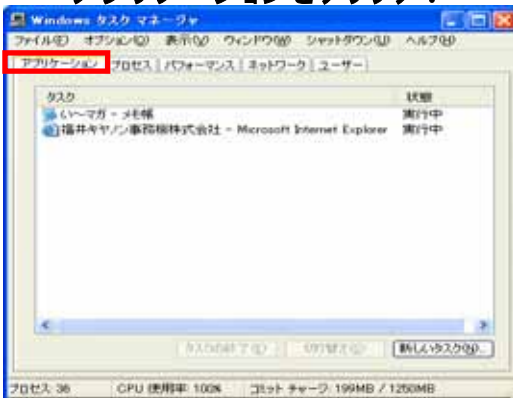 Windows タスク マネージャ
ファイル(F) オプション(O) 表示(V) ウィンドウ(W) シャットダウン(U) ヘルプ(H)
アプリケーション プロセス パフォーマンス ネットワーク ユーザー
タスク 状態
い〜マガ - メモ帳 実行中
福井キヤノン事務機株式会社 - Microsoft Internet Explorer 実行中
タスクの終了(E) 切り替え(S) 新しいタスク(N)...
プロセス: 36 CPU 使用率: 100% コミット チャージ: 199MB / 1250MB